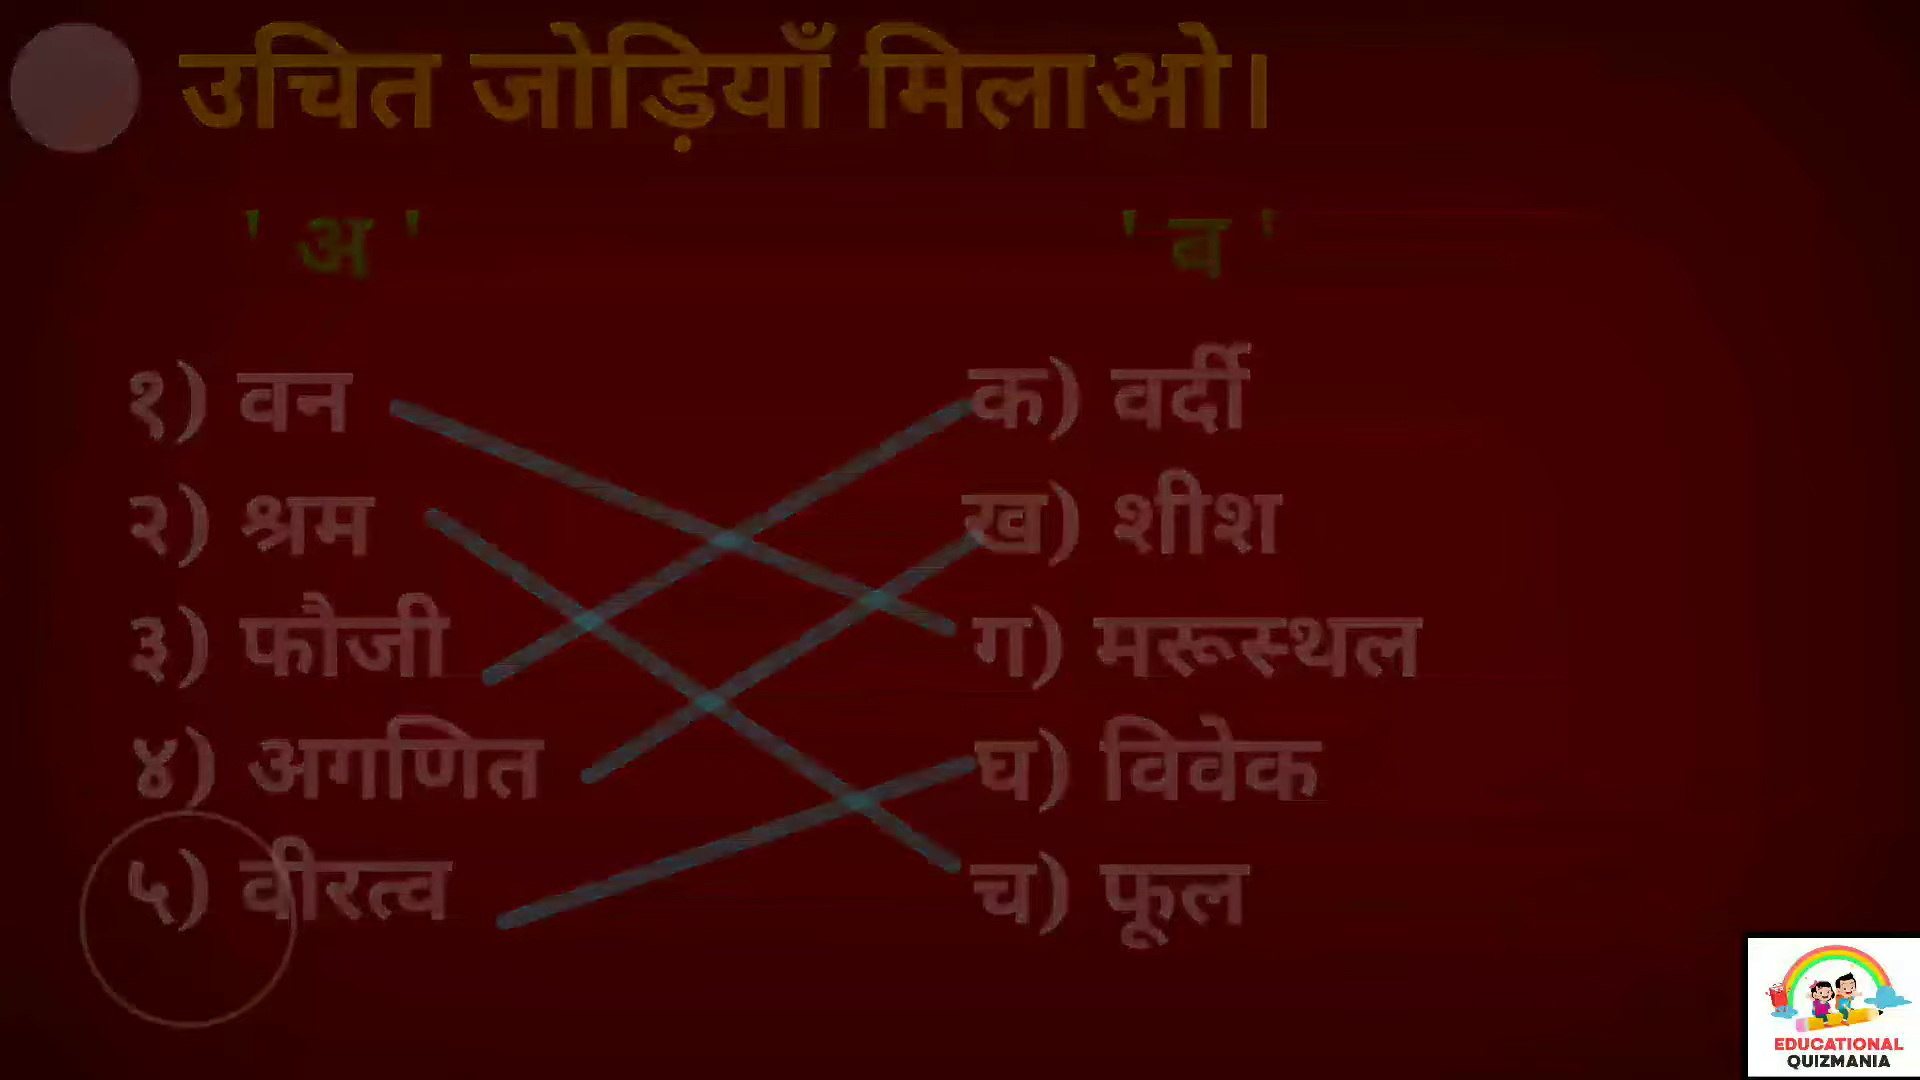 उचित जोड़ियाँ मिलाओ।
' अ ' ' ब '
१) वन क) वर्दी
२) श्रम ख) शीश
३) फौजी ग) मरूस्थल
४) अगणित घ) विवेक
५) वीरत्व च) फूल
EDUCATIONAL
QUIZMANIA